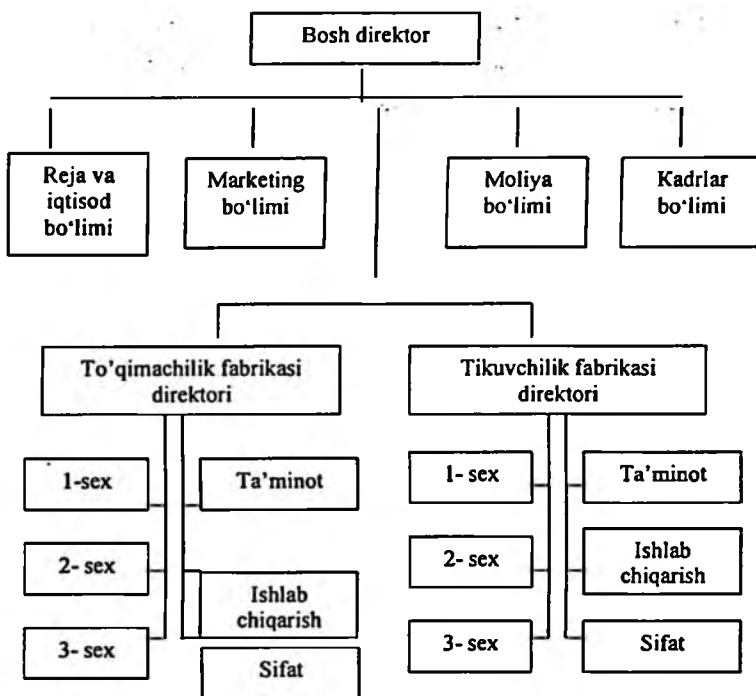 Bosh direktor
Reja va
iqtisod
bo‘limi
Marketing
bo‘limi
Moliya
bo‘limi
Kadrlar
bo‘limi
To’qimachilik fabrikasi
direktori
Tikuvchilik fabrikasi
direktori
1-sex
Ta’minot
2- sex
Ishlab
chiqarish
3- sex
Sifat
1- sex
Ta’minot
2- sex
Ishlab
chiqarish
3- sex
Sifat